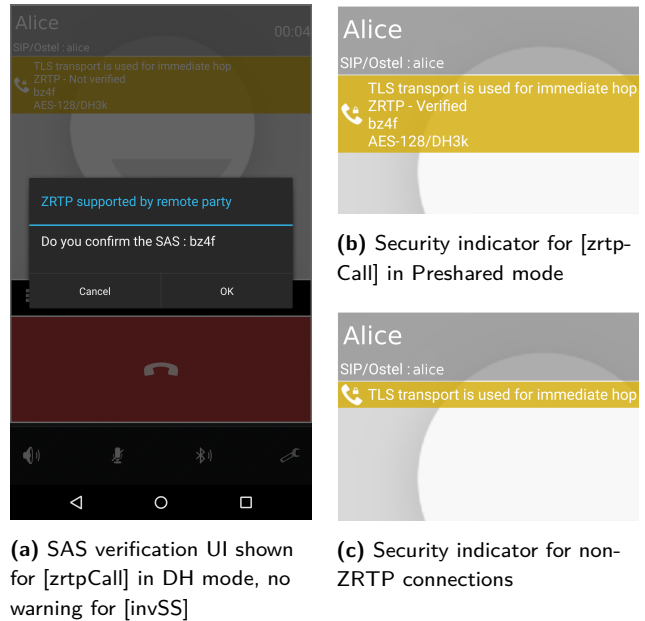 Alice
00:04
SIP/Ostel : alice
TLS transport is used for immediate hop
ZRTP - Not verified
bz4f
AES-128/DH3k
ZRTP supported by remote party
Do you confirm the SAS : bz4f
Cancel
OK
(a) SAS verification UI shown
for [zrtpCall] in DH mode, no
warning for [invSS]
Alice
SIP/Ostel : alice
TLS transport is used for immediate hop
ZRTP - Verified
bz4f
AES-128/DH3k
(b) Security indicator for [zrtp-
Call] in Preshared mode
Alice
SIP/Ostel : alice
TLS transport is used for immediate hop
(c) Security indicator for non-
ZRTP connections